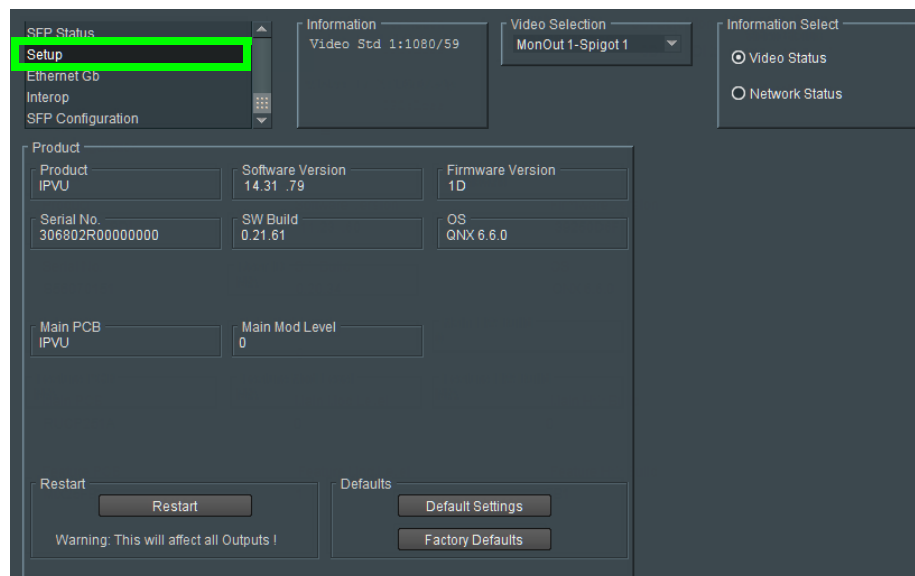 SFP Status
Setup
Ethernet Gb
Interop
SFP Configuration
Information
Video Std 1:1080/59
Video Selection
MonOut 1-Spigot 1
Information Select
Video Status
Network Status
Product
Product
IPVU
Software Version
14.31 .79
Firmware Version
1D
Serial No.
306802R00000000
SW Build
0.21.61
OS
QNX 6.6.0
Main PCB
IPVU
Main Mod Level
0
Restart
Restart
Warning: This will affect all Outputs !
Defaults
Default Settings
Factory Defaults